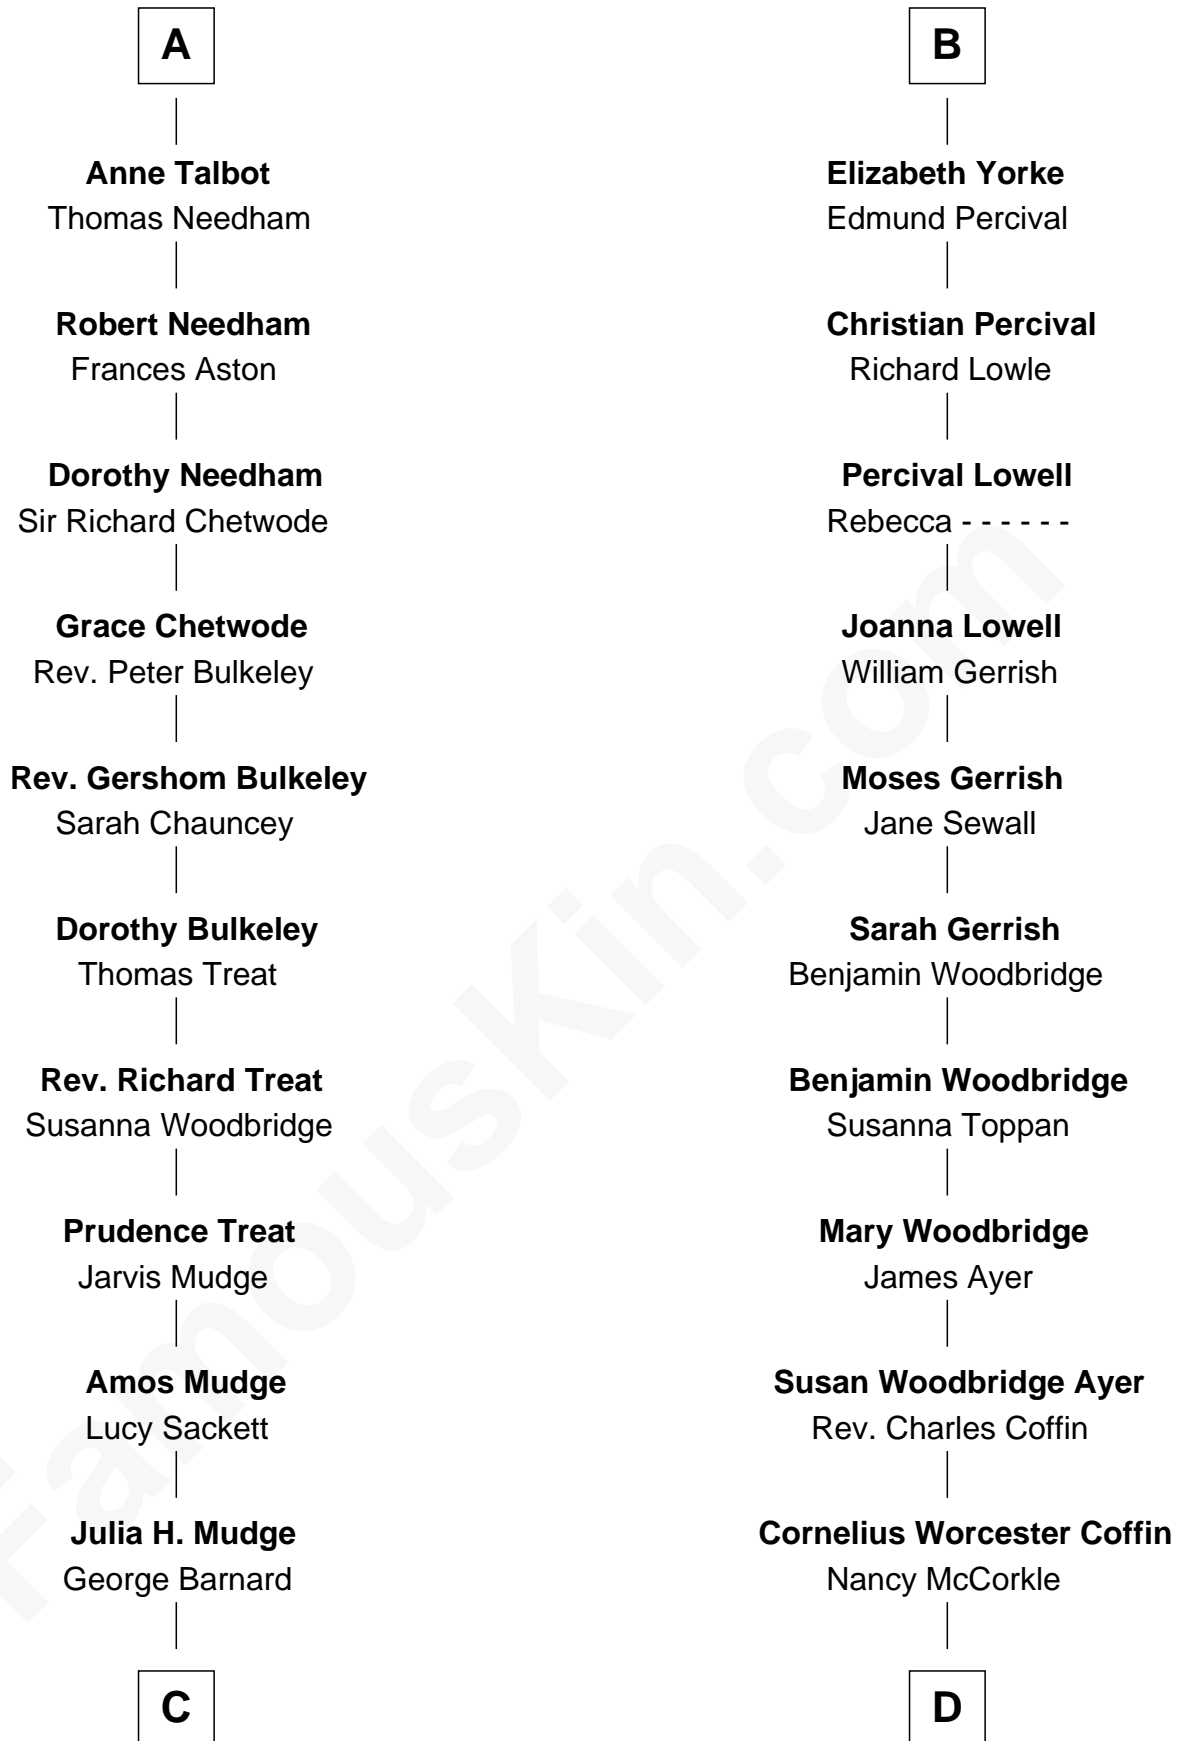 A
Anne Talbot
Thomas Needham
Robert Needham
Frances Aston
Dorothy Needham
Sir Richard Chetwode
Grace Chetwode
Rev. Peter Bulkeley
Rev. Gershom Bulkeley
Sarah Chauncey
Dorothy Bulkeley
Thomas Treat
Rev. Richard Treat
Susanna Woodbridge
Prudence Treat
Jarvis Mudge
Amos Mudge
Lucy Sackett
Julia H. Mudge
George Barnard
C
B
Elizabeth Yorke
Edmund Percival
Christian Percival
Richard Lowle
Percival Lowell
Rebecca - - - - - -
Joanna Lowell
William Gerrish
Moses Gerrish
Jane Sewall
Sarah Gerrish
Benjamin Woodbridge
Benjamin Woodbridge
Susanna Toppan
Mary Woodbridge
James Ayer
Susan Woodbridge Ayer
Rev. Charles Coffin
Cornelius Worcester Coffin
Nancy McCorkle
D
FamousKin.com